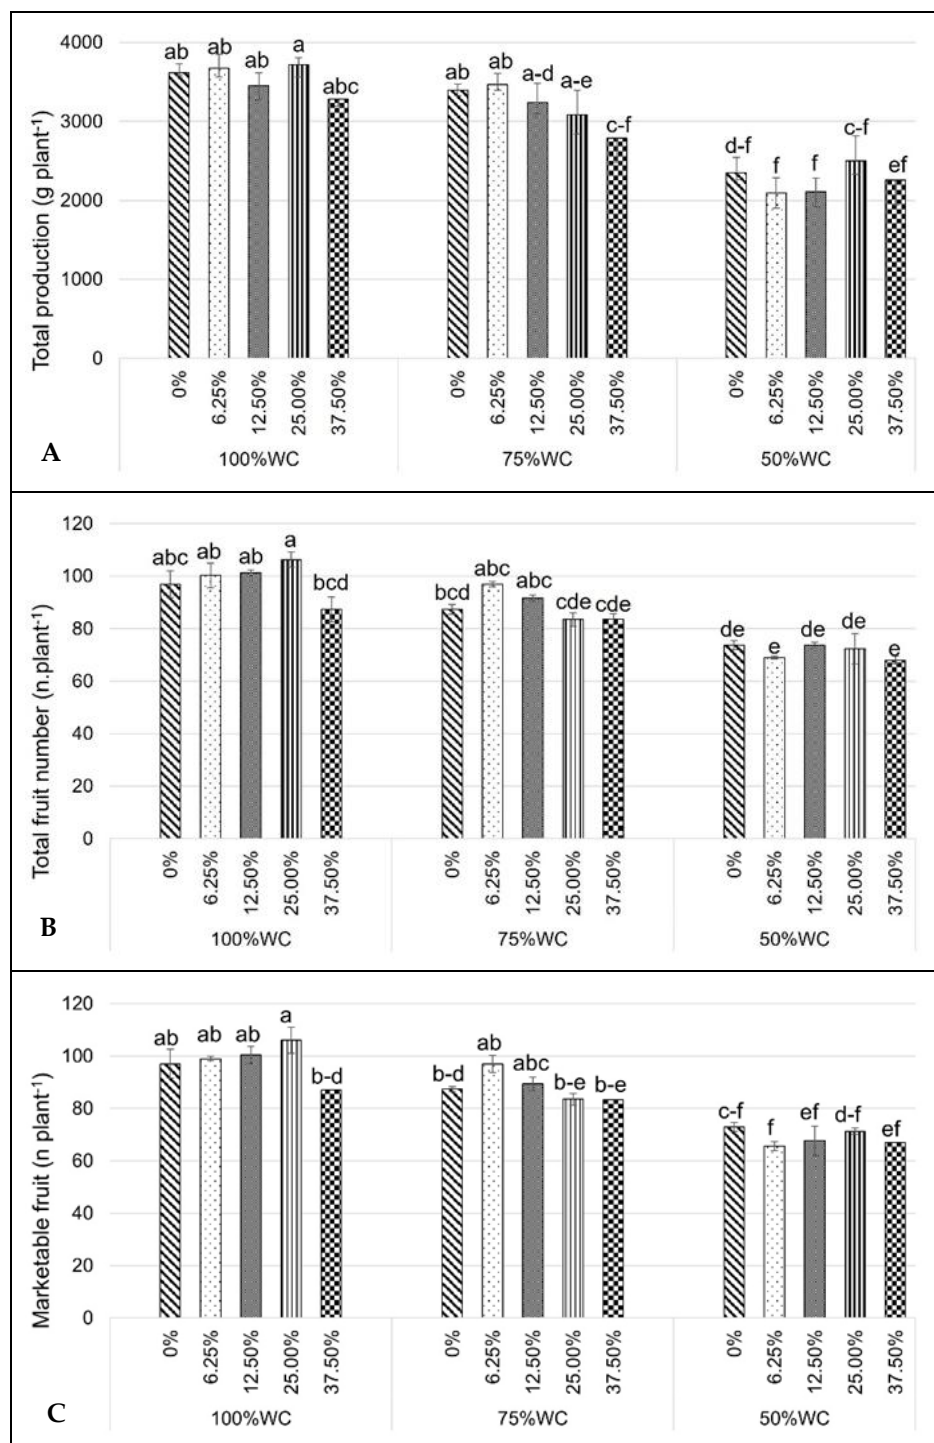 4000
3000
2000
1000
0
Total production (g plant-1)
ab ab ab a abc ab ab a-d a-e c-f d-f f f c-f ef
0% 6.25% 12.50% 25.00% 37.50% 0% 6.25% 12.50% 25.00% 37.50% 0% 6.25% 12.50% 25.00% 37.50%
100%WC 75%WC 50%WC
A
120
100
80
60
40
20
0
Total fruit number (n.plant-1)
abc ab ab a bcd bcd abc abc cde cde de e de de e
0% 6.25% 12.50% 25.00% 37.50% 0% 6.25% 12.50% 25.00% 37.50% 0% 6.25% 12.50% 25.00% 37.50%
100%WC 75%WC 50%WC
B
120
100
80
60
40
20
0
Marketable fruit (n plant-1)
ab ab ab a b-d b-d ab abc b-e b-e c-f f ef d-f ef
0% 6.25% 12.50% 25.00% 37.50% 0% 6.25% 12.50% 25.00% 37.50% 0% 6.25% 12.50% 25.00% 37.50%
100%WC 75%WC 50%WC
C